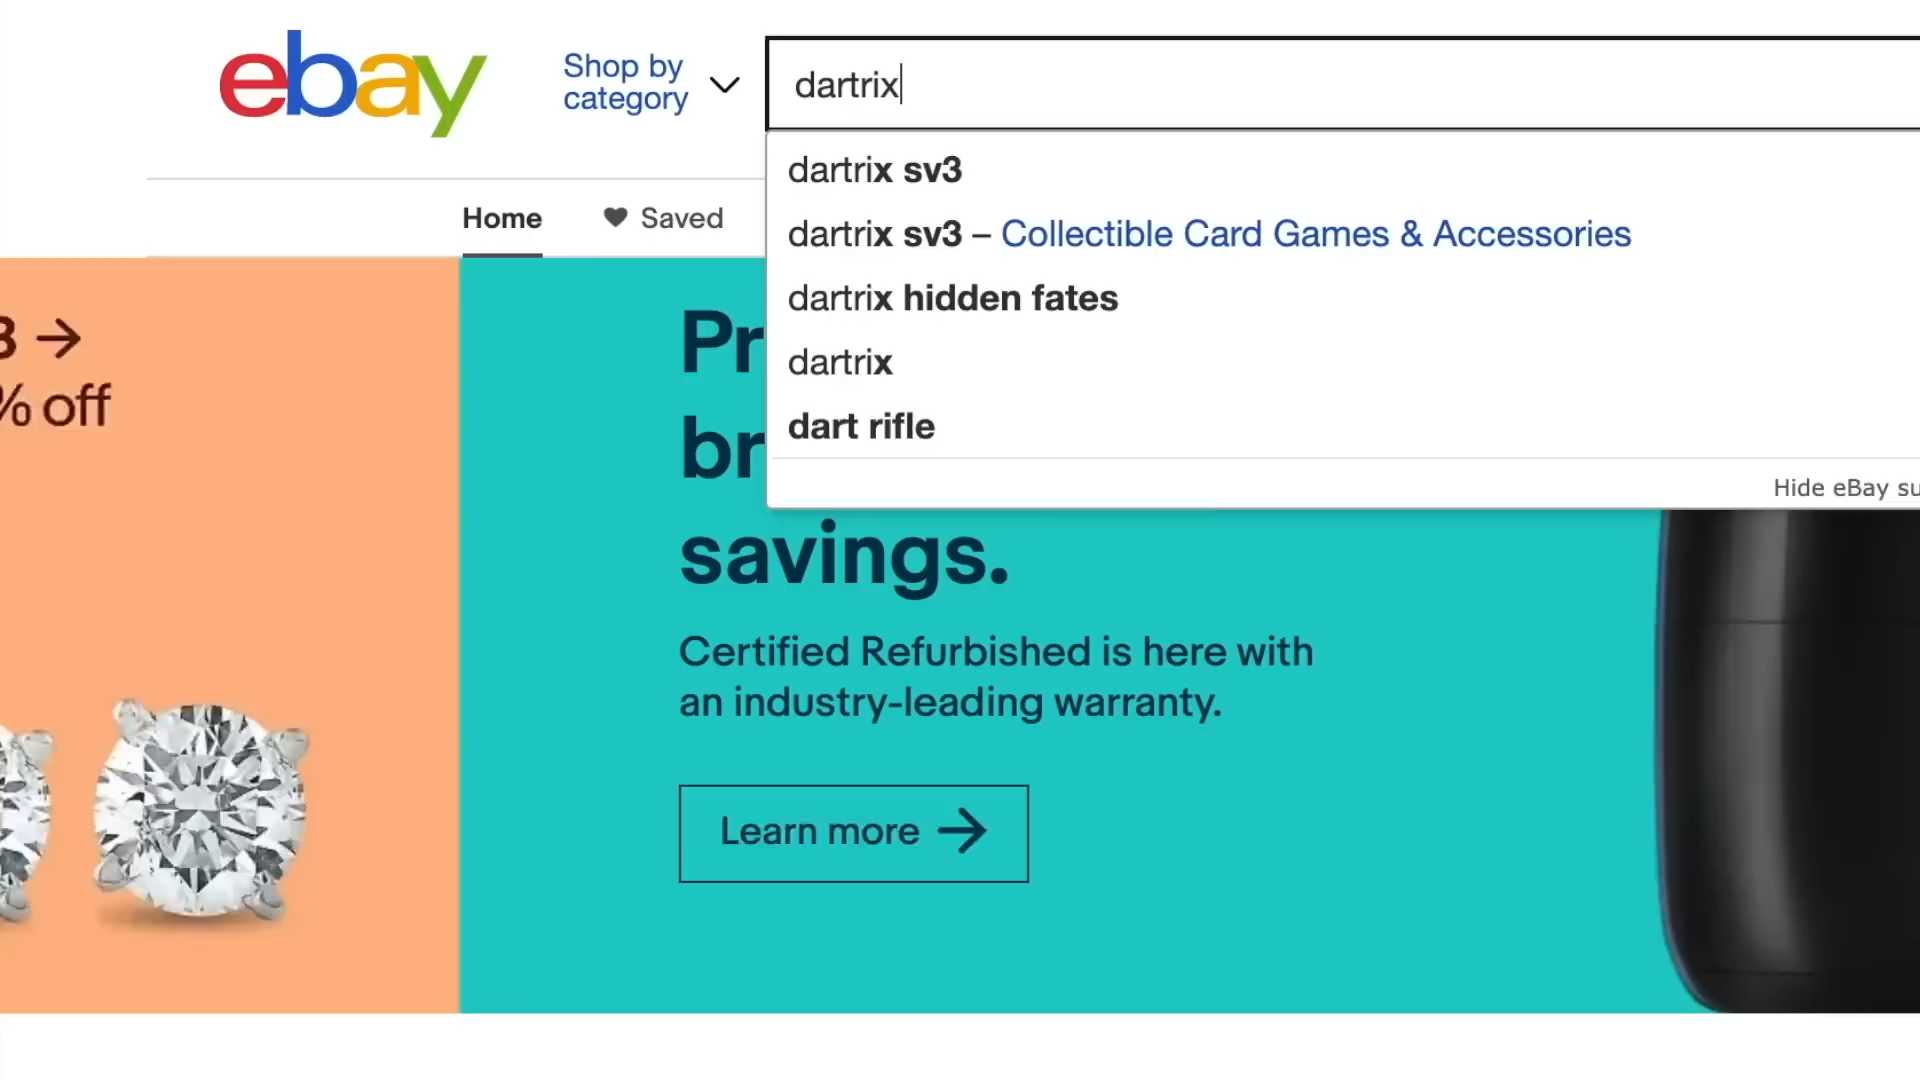 ebay
Shop by
category
dartrix
dartrix sv3
dartrix sv3 – Collectible Card Games & Accessories
dartrix hidden fates
dartrix
dart rifle
Hide eBay su
Home
Saved
3 →
% off
Pr
br
savings.
Certified Refurbished is here with
an industry-leading warranty.
Learn more →